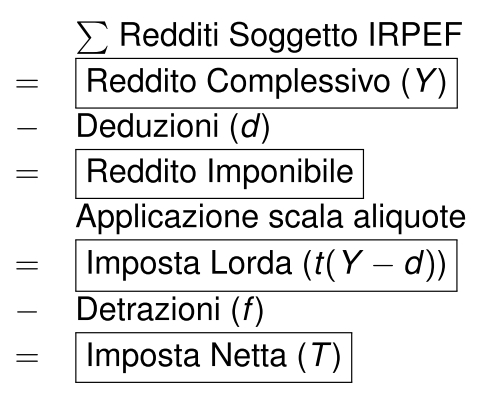 ∑ Redditi Soggetto IRPEF
= Reddito Complessivo (Y)
− Deduzioni (d)
= Reddito Imponibile
Applicazione scala aliquote
= Imposta Lorda (t(Y − d))
− Detrazioni (f)
= Imposta Netta (T)